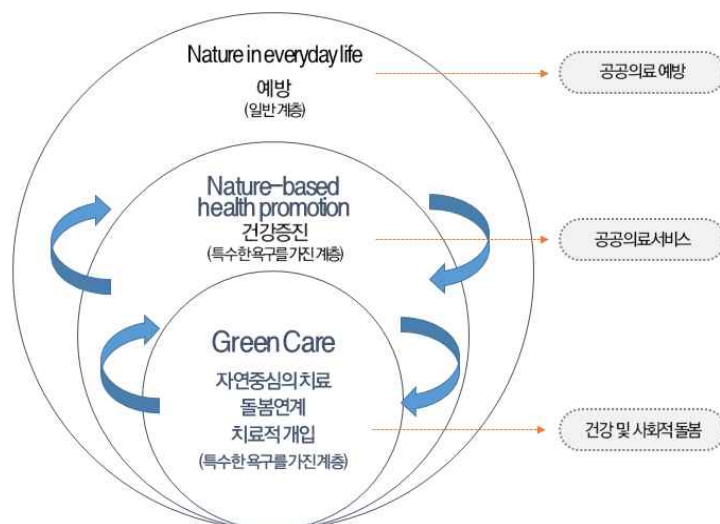 Nature in everyday life
예방
(일반 계층)
공공의료 예방
Nature-based
health promotion
건강증진
(특수한 욕구를 가진 계층)
공공의료서비스
Green Care
자연중심의 치료
돌봄연계
치료적 개입
(특수한 욕구를 가진 계층)
건강 및 사회적 돌봄